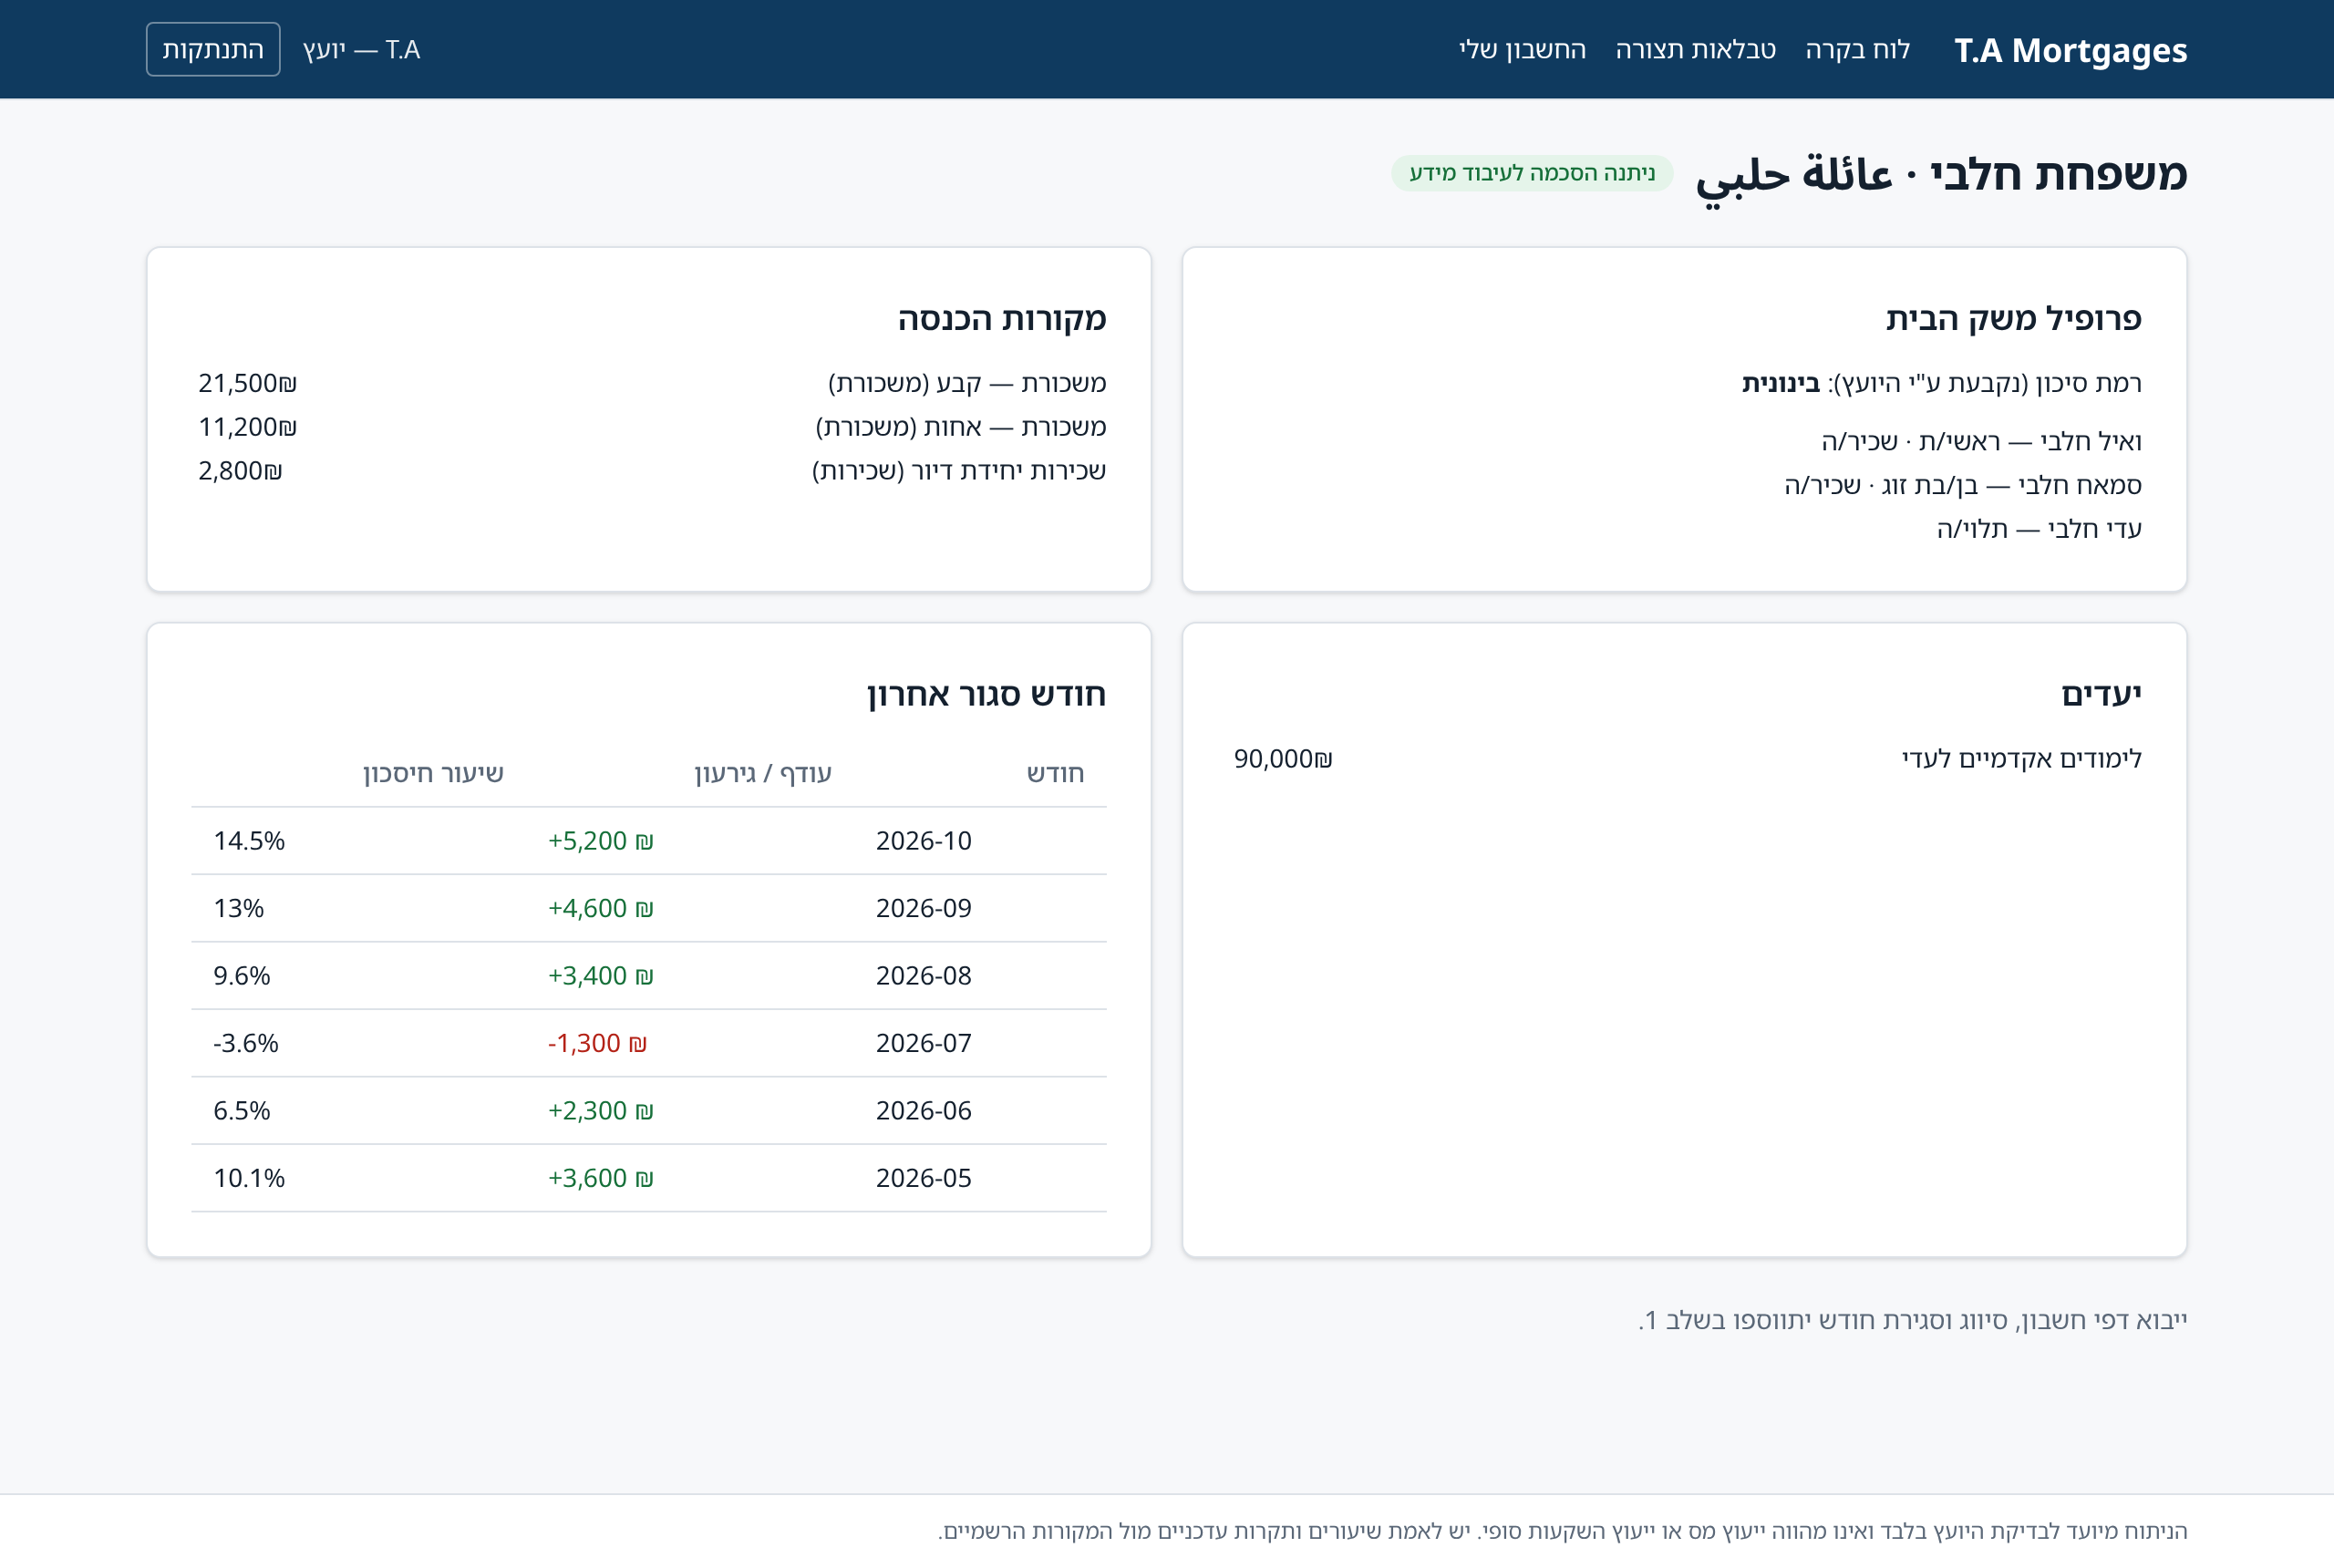 T.A Mortgages לוח בקרה טבלאות תצורה החשבון שלי T.A — יועץ התנתקות
משפחת חלבי · عائلة حلبي ניתנה הסכמה לעיבוד מידע
פרופיל משק הבית
רמת סיכון (נקבעת ע"י היועץ): בינונית
ואיל חלבי — ראשי/ת · שכיר/ה
סמאח חלבי — בן/בת זוג · שכיר/ה
עדי חלבי — תלוי/ה
מקורות הכנסה
משכורת — קבע (משכורת) 21,500₪
משכורת — אחות (משכורת) 11,200₪
שכירות יחידת דיור (שכירות) 2,800₪
יעדים
לימודים אקדמיים לעדי 90,000₪
חודש סגור אחרון
חודש עודף / גירעון שיעור חיסכון
2026-10 +5,200 ₪ 14.5%
2026-09 +4,600 ₪ 13%
2026-08 +3,400 ₪ 9.6%
2026-07 -1,300 ₪ -3.6%
2026-06 +2,300 ₪ 6.5%
2026-05 +3,600 ₪ 10.1%
ייבוא דפי חשבון, סיווג וסגירת חודש יתווספו בשלב 1.
הניתוח מיועד לבדיקת היועץ בלבד ואינו מהווה ייעוץ מס או ייעוץ השקעות סופי. יש לאמת שיעורים ותקרות עדכניים מול המקורות הרשמיים.